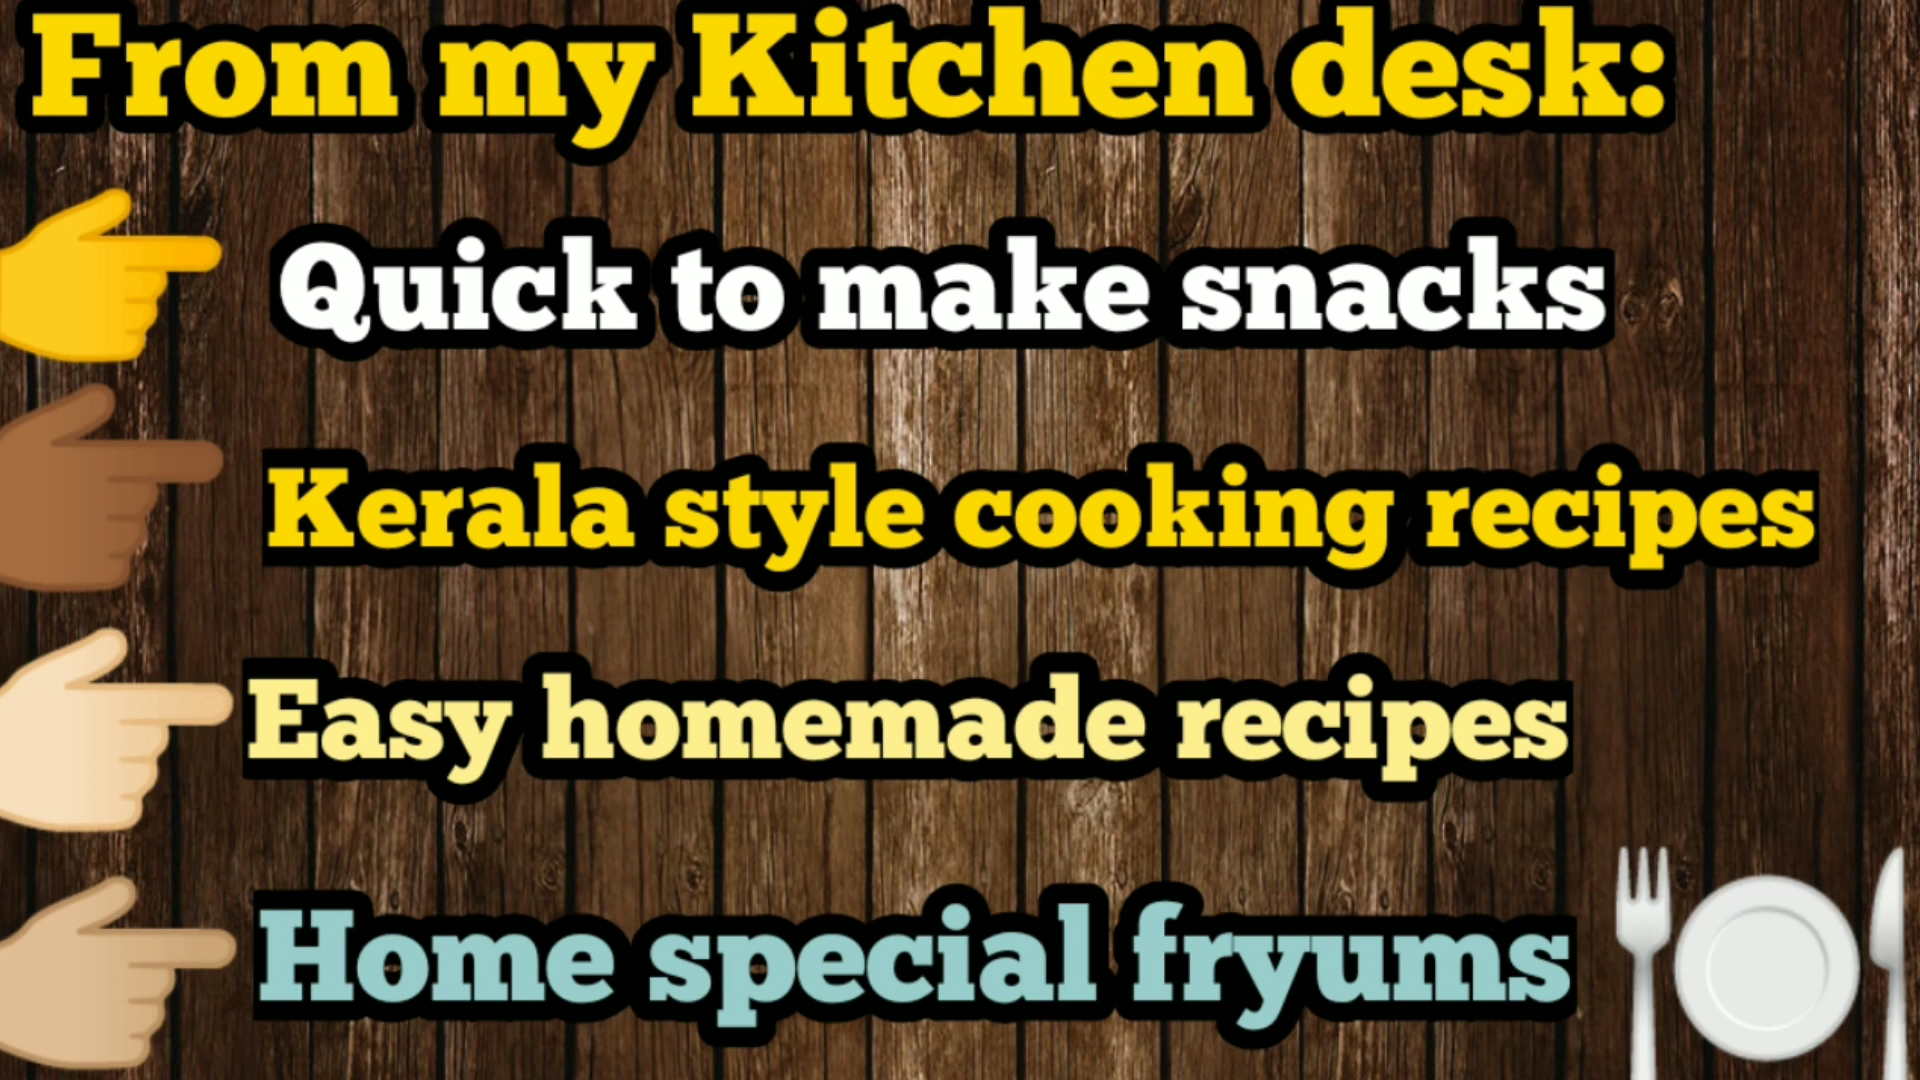 From my Kitchen desk:
Quick to make snacks
Kerala style cooking recipes
Easy homemade recipes
Home special fryums